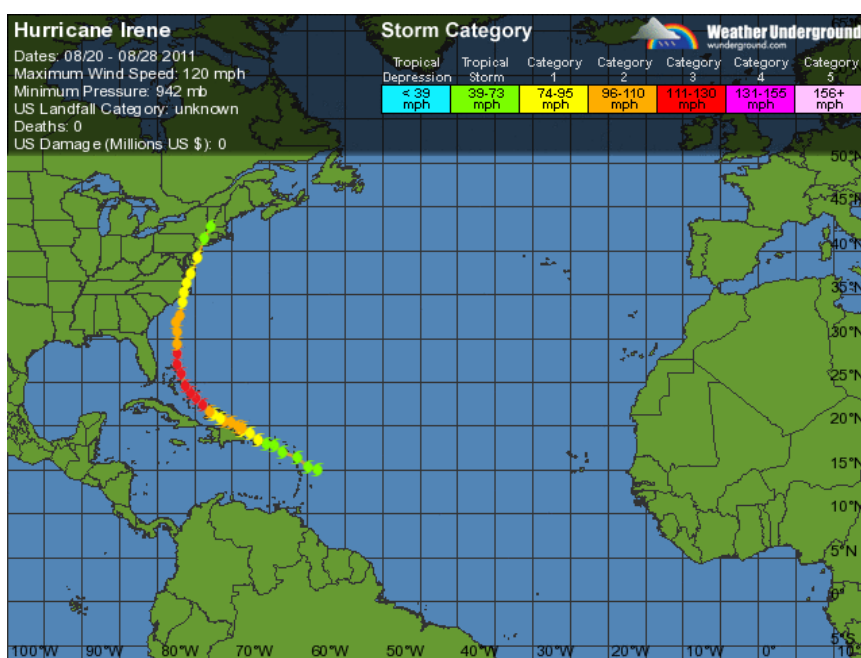 Hurricane Irene
Dates: 08/20 - 08/28 2011
Maximum Wind Speed: 120 mph
Minimum Pressure: 942 mb
US Landfall Category: unknown
Deaths: 0
US Damage (Millions US $): 0
Storm Category
Weather Underground
wunderground.com
Tropical Depression
< 39 mph
Tropical Storm
39-73 mph
Category 1
74-95 mph
Category 2
96-110 mph
Category 3
111-130 mph
Category 4
131-155 mph
Category 5
156+ mph
50°N
45°N
40°N
35°N
30°N
25°N
20°N
15°N
10°N
5°N
0°
5°S
100°W 90°W 80°W 70°W 60°W 50°W 40°W 30°W 20°W 10°W 0° 10°